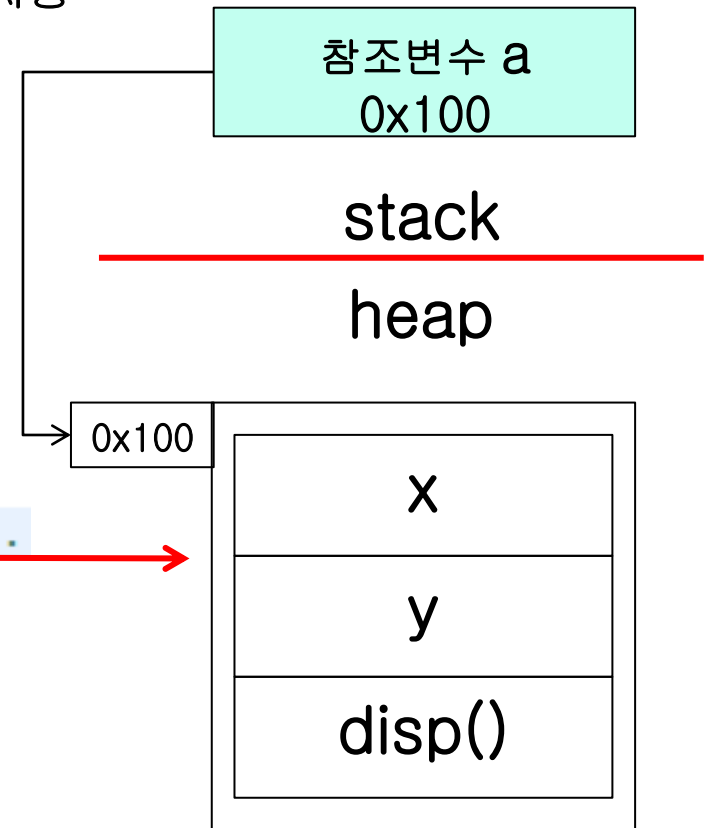 참조변수 a
0x100
stack
heap
0x100
x
y
disp()